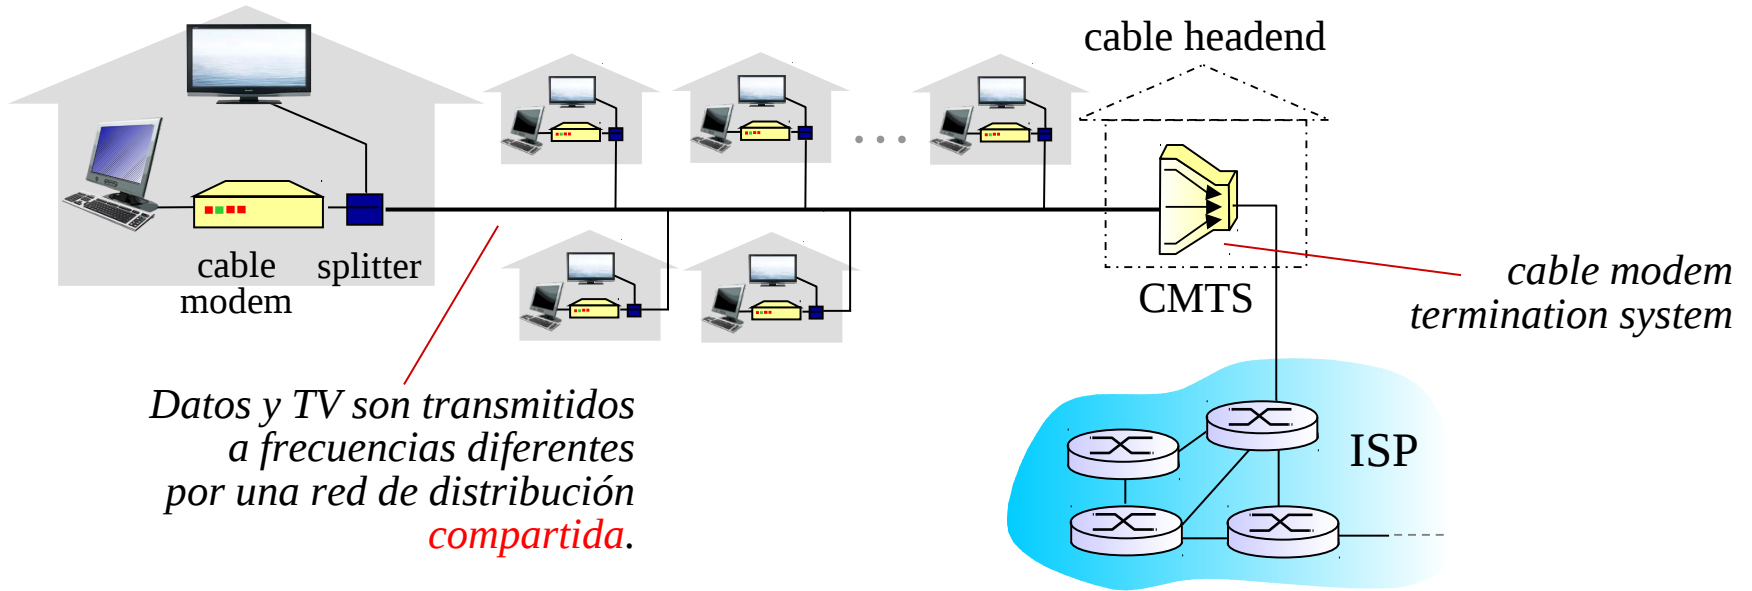 cable headend
cable
modem
splitter
CMTS
cable modem
termination system
Datos y TV son transmitidos
a frecuencias diferentes
por una red de distribución
compartida.
ISP